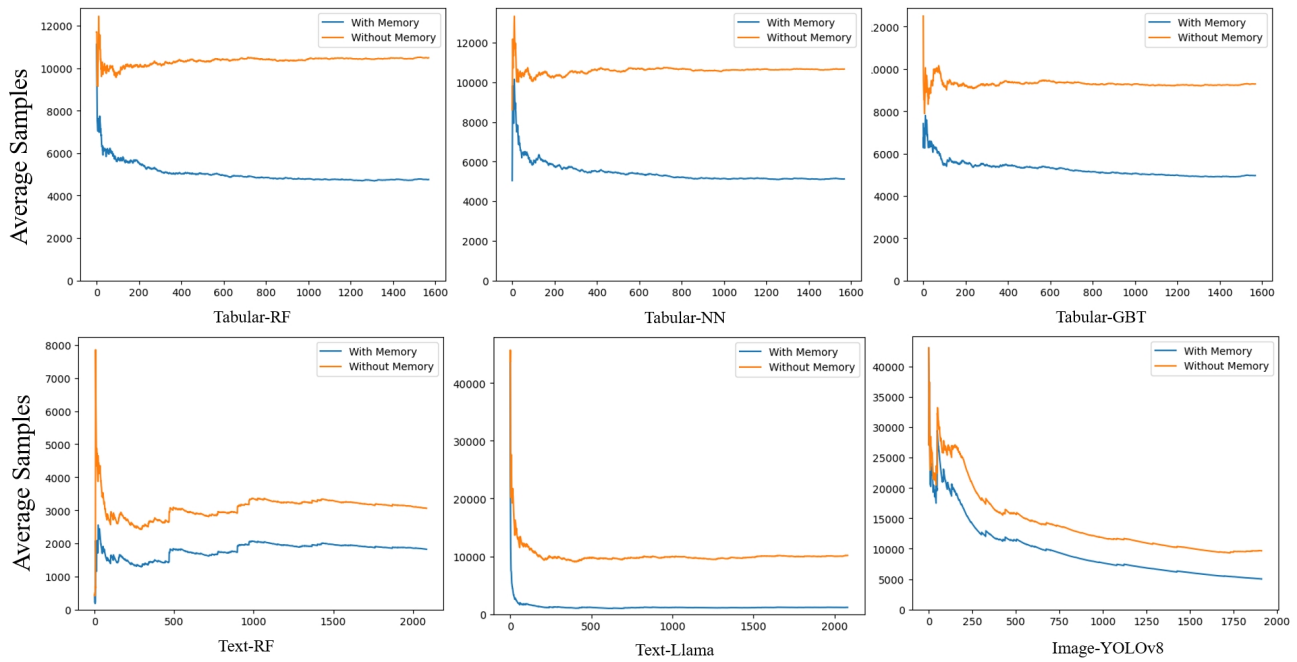 Average Samples
12000
10000
8000
6000
4000
2000
0
0 200 400 600 800 1000 1200 1400 1600
With Memory
Without Memory
Tabular-RF
12000
10000
8000
6000
4000
2000
0
0 200 400 600 800 1000 1200 1400 1600
With Memory
Without Memory
Tabular-NN
.2000
.0000
8000
6000
4000
2000
0
0 200 400 600 800 1000 1200 1400 1600
With Memory
Without Memory
Tabular-GBT
Average Samples
8000
7000
6000
5000
4000
3000
2000
1000
0
0 500 1000 1500 2000
With Memory
Without Memory
Text-RF
40000
30000
20000
10000
0
0 500 1000 1500 2000
With Memory
Without Memory
Text-Llama
40000
35000
30000
25000
20000
15000
10000
5000
0
0 250 500 750 1000 1250 1500 1750 2000
With Memory
Without Memory
Image-YOLOv8